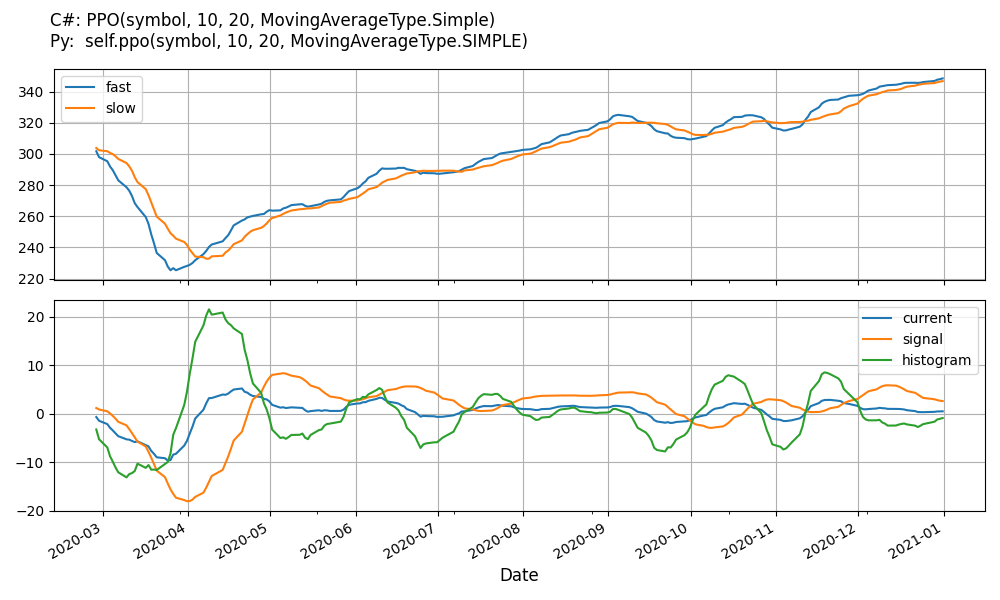 C#: PPO(symbol, 10, 20, MovingAverageType.Simple)
Py:  self.ppo(symbol, 10, 20, MovingAverageType.SIMPLE)
fast
slow
340
320
300
280
260
240
220
current
signal
histogram
20
10
0
−10
−20
2020-03
2020-04
2020-05
2020-06
2020-07
2020-08
2020-09
2020-10
2020-11
2020-12
2021-01
Date